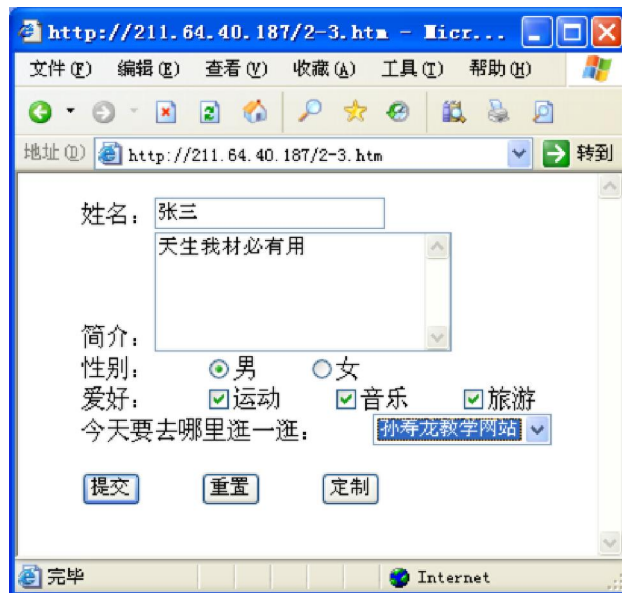 http://211.64.40.187/2-3.htm - Micr...
文件(F) 编辑(E) 查看(V) 收藏(A) 工具(T) 帮助(H)
地址(D) http://211.64.40.187/2-3.htm 转到
姓名：张三
天生我材必有用
简介：
性别： 男 女
爱好： 运动 音乐 旅游
今天要去哪里逛一逛： 孙寿龙教学网站
提交 重置 定制
完毕 Internet